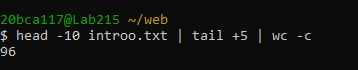 20bca117@Lab215 ~/web
$ head -10 introo.txt | tail +5 | wc -c
96